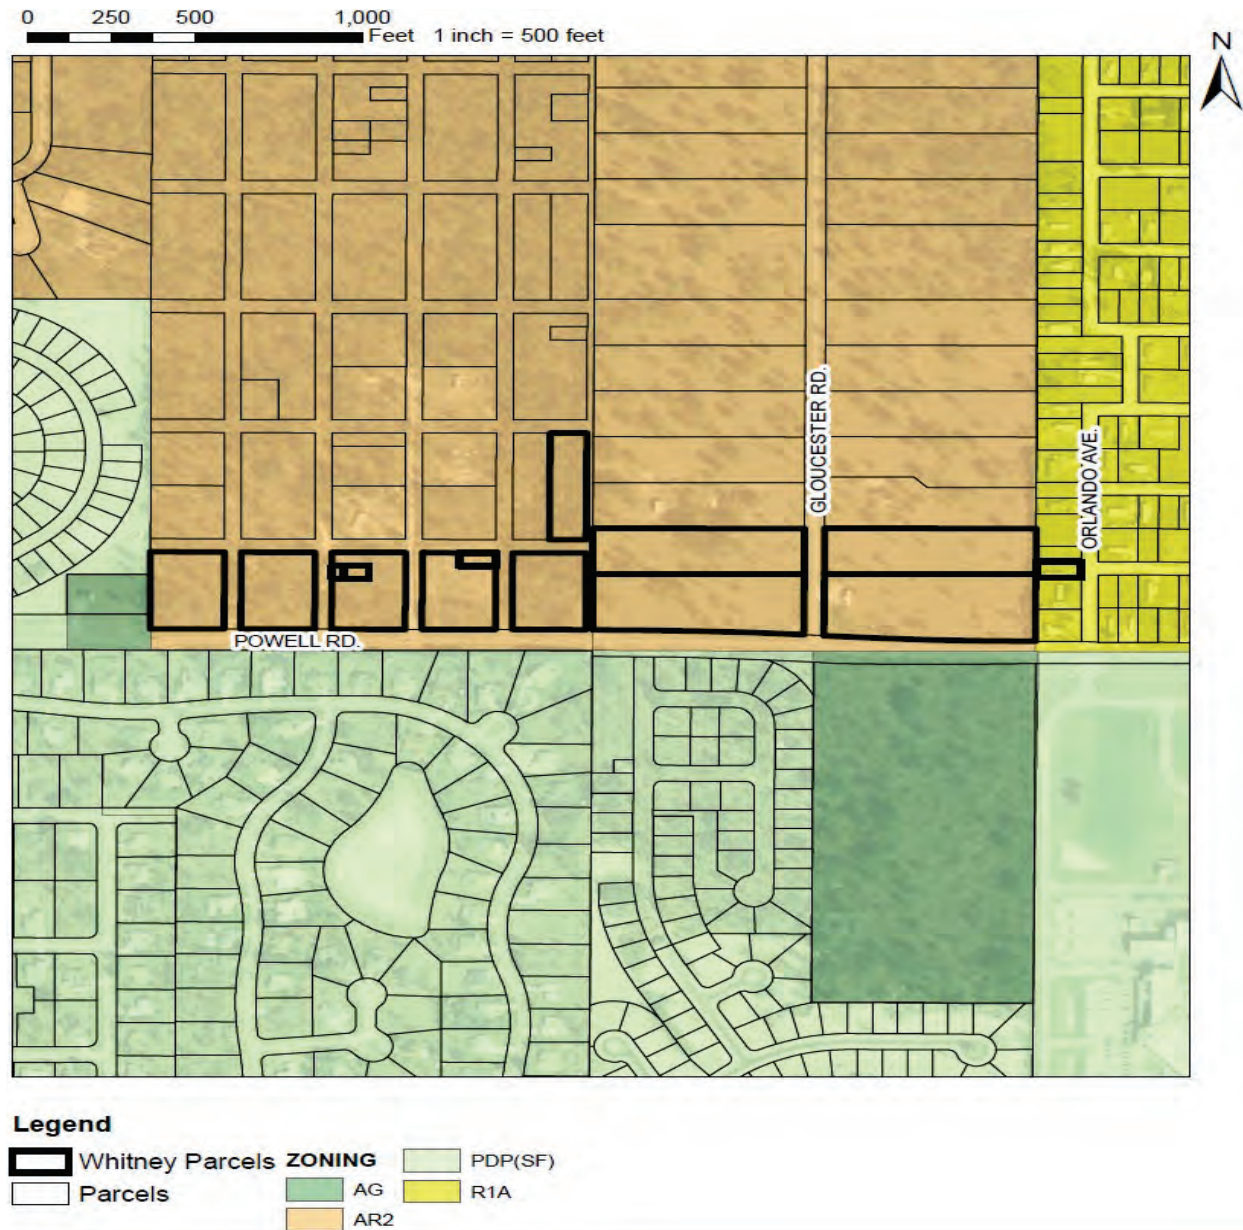 0 250 500 1,000
Feet 1 inch = 500 feet
N
GLOUCESTER RD.
ORLANDO AVE.
POWELL RD.
Legend
Whitney Parcels
Parcels
ZONING
AG
AR2
PDP(SF)
R1A